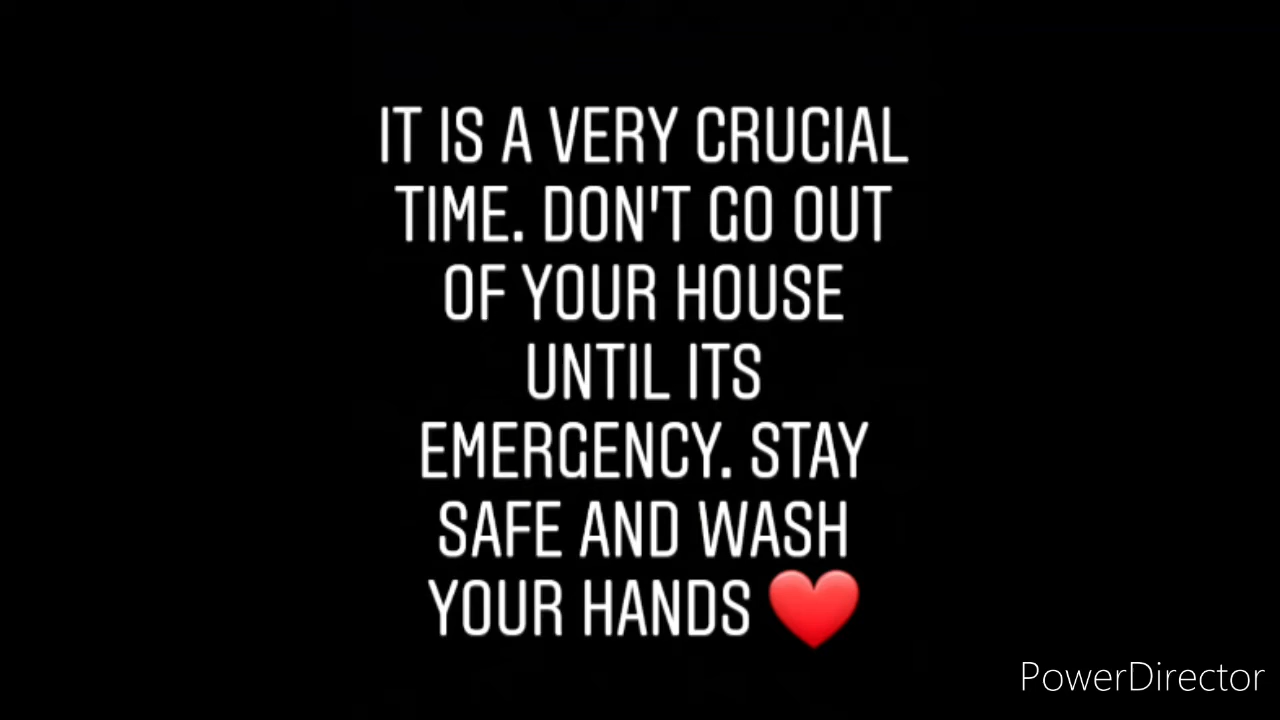 IT IS A VERY CRUCIAL
TIME. DON'T GO OUT
OF YOUR HOUSE
UNTIL ITS
EMERGENCY. STAY
SAFE AND WASH
YOUR HANDS ❤️
PowerDirector